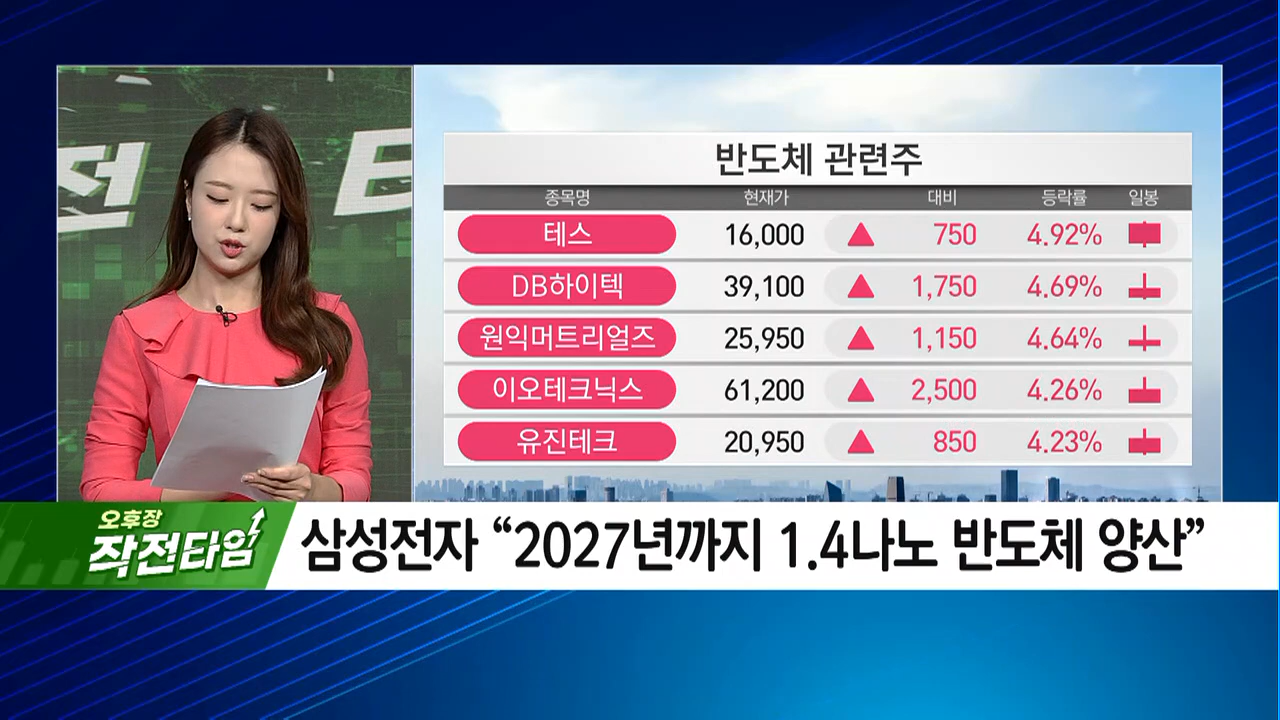 전
E
반도체 관련주
종목명 현재가 대비 등락률 일봉
테스 16,000 ▲ 750 4.92%
DB하이텍 39,100 ▲ 1,750 4.69%
원익머트리얼즈 25,950 ▲ 1,150 4.64%
이오테크닉스 61,200 ▲ 2,500 4.26%
유진테크 20,950 ▲ 850 4.23%
오후장
작전타임
삼성전자 “2027년까지 1.4나노 반도체 양산”